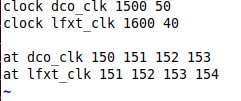 clock dco_clk 1500 50
clock lfxt_clk 1600 40
at dco_clk 150 151 152 153
at lfxt_clk 151 152 153 154
~